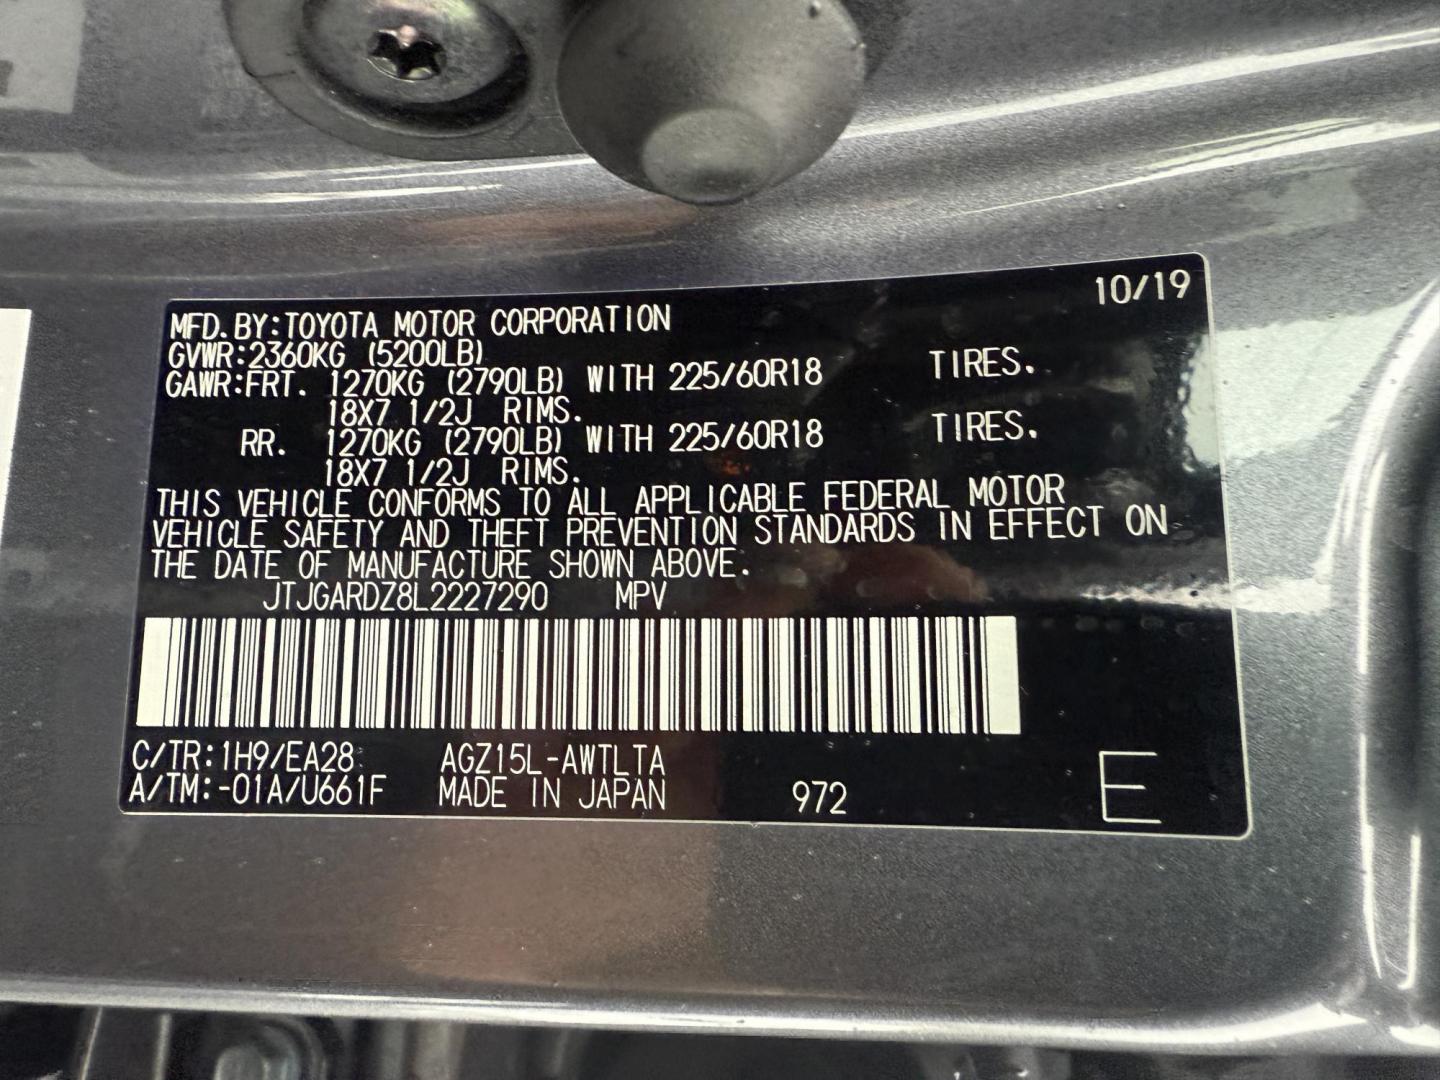 10/19
MFD.BY:TOYOTA MOTOR CORPORATION
GVWR:2360KG (5200LB)
GAWR:FRT. 1270KG (2790LB) WITH 225/60R18 TIRES.
18X7 1/2J RIMS.
RR. 1270KG (2790LB) WITH 225/60R18 TIRES.
18X7 1/2J RIMS.
THIS VEHICLE CONFORMS TO ALL APPLICABLE FEDERAL MOTOR
VEHICLE SAFETY AND THEFT PREVENTION STANDARDS IN EFFECT ON
THE DATE OF MANUFACTURE SHOWN ABOVE.
JTJGARDZ8L2227290 MPV
C/TR:1H9/EA28 AGZ15L-AWTLTA
A/TM:-01A/U661F MADE IN JAPAN 972 E